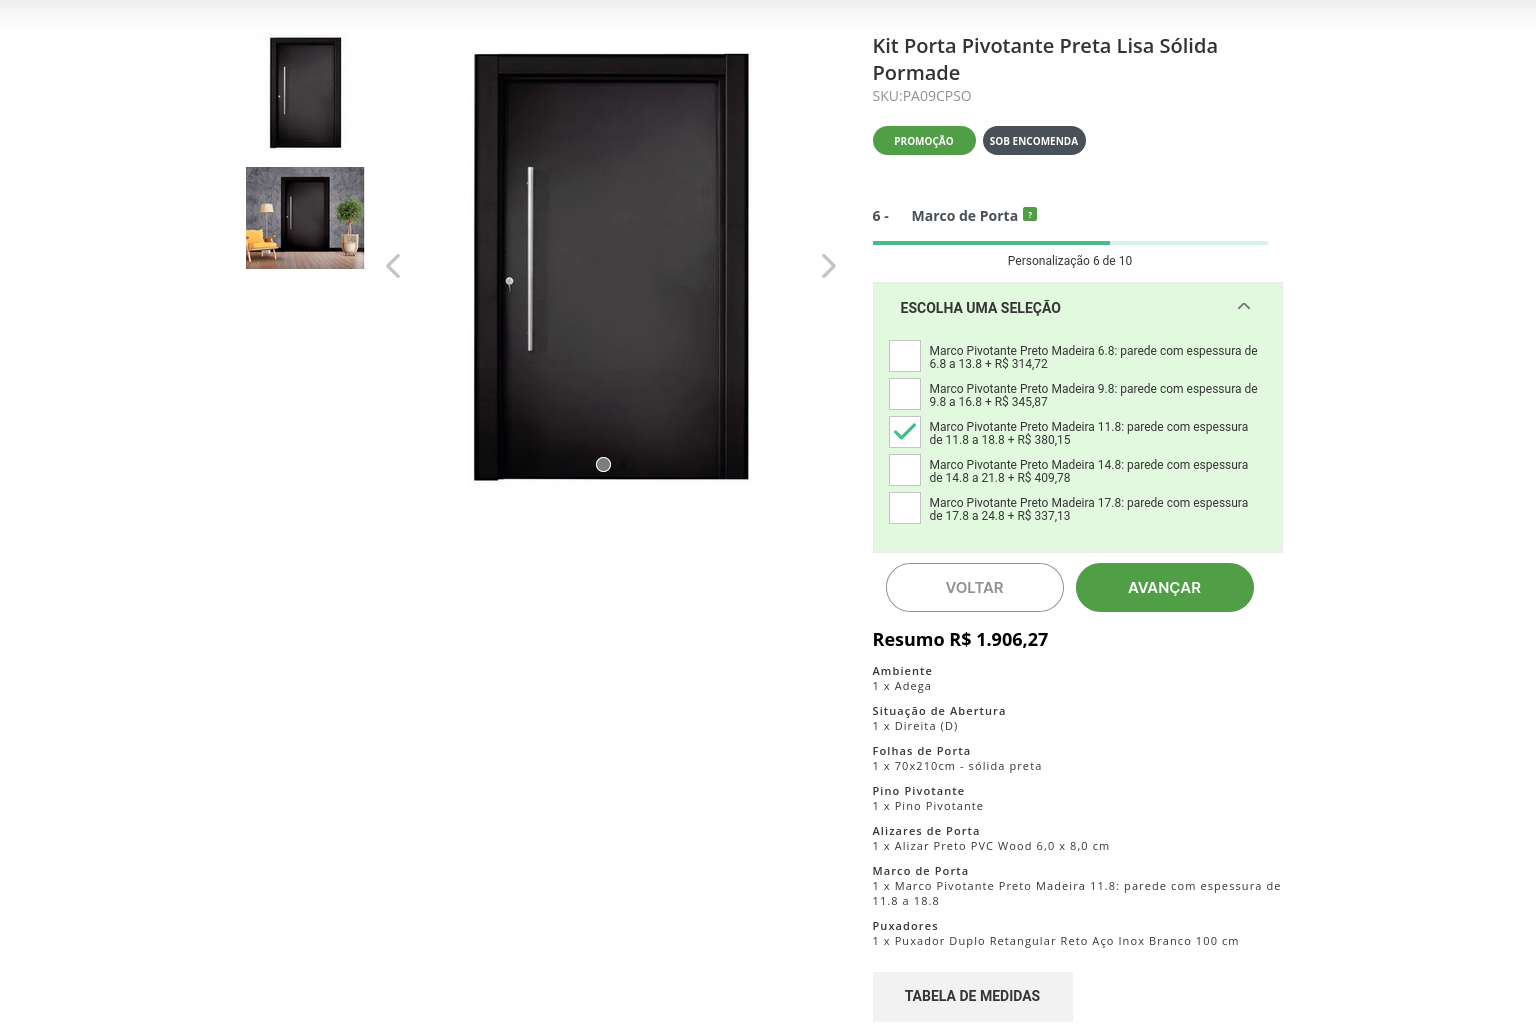 Kit Porta Pivotante Preta Lisa Sólida
Pormade
SKU:PA09CPSO
PROMOÇÃO
SOB ENCOMENDA
6 - Marco de Porta ?
Personalização 6 de 10
ESCOLHA UMA SELEÇÃO
Marco Pivotante Preto Madeira 6.8: parede com espessura de
6.8 a 13.8 + R$ 314,72
Marco Pivotante Preto Madeira 9.8: parede com espessura de
9.8 a 16.8 + R$ 345,87
Marco Pivotante Preto Madeira 11.8: parede com espessura
de 11.8 a 18.8 + R$ 380,15
Marco Pivotante Preto Madeira 14.8: parede com espessura
de 14.8 a 21.8 + R$ 409,78
Marco Pivotante Preto Madeira 17.8: parede com espessura
de 17.8 a 24.8 + R$ 337,13
VOLTAR
AVANÇAR
Resumo R$ 1.906,27
Ambiente
1 x Adega
Situação de Abertura
1 x Direita (D)
Folhas de Porta
1 x 70x210cm - sólida preta
Pino Pivotante
1 x Pino Pivotante
Alizares de Porta
1 x Alizar Preto PVC Wood 6,0 x 8,0 cm
Marco de Porta
1 x Marco Pivotante Preto Madeira 11.8: parede com espessura de
11.8 a 18.8
Puxadores
1 x Puxador Duplo Retangular Reto Aço Inox Branco 100 cm
TABELA DE MEDIDAS